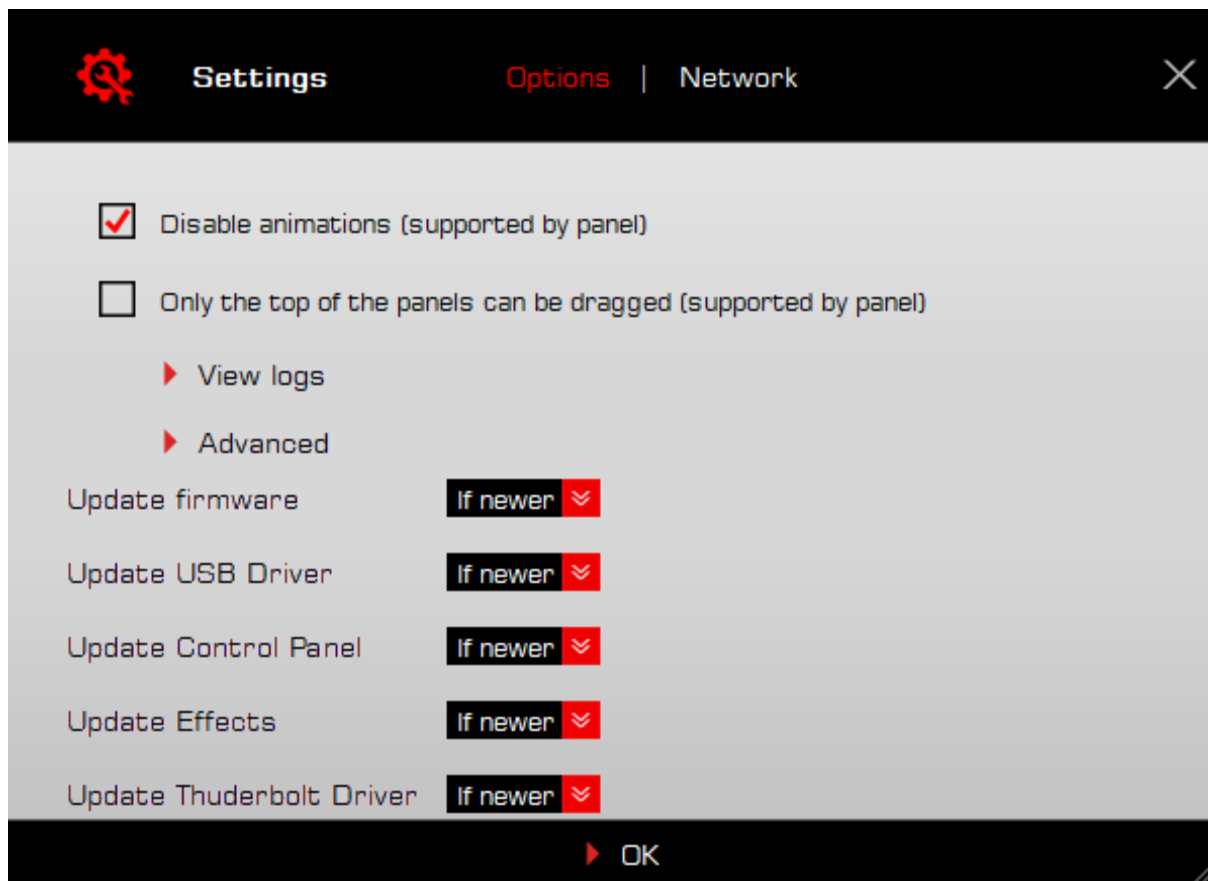 Settings Options | Network
Disable animations (supported by panel)
Only the top of the panels can be dragged (supported by panel)
View logs
Advanced
Update firmware If newer
Update USB Driver If newer
Update Control Panel If newer
Update Effects If newer
Update Thuderbolt Driver If newer
OK